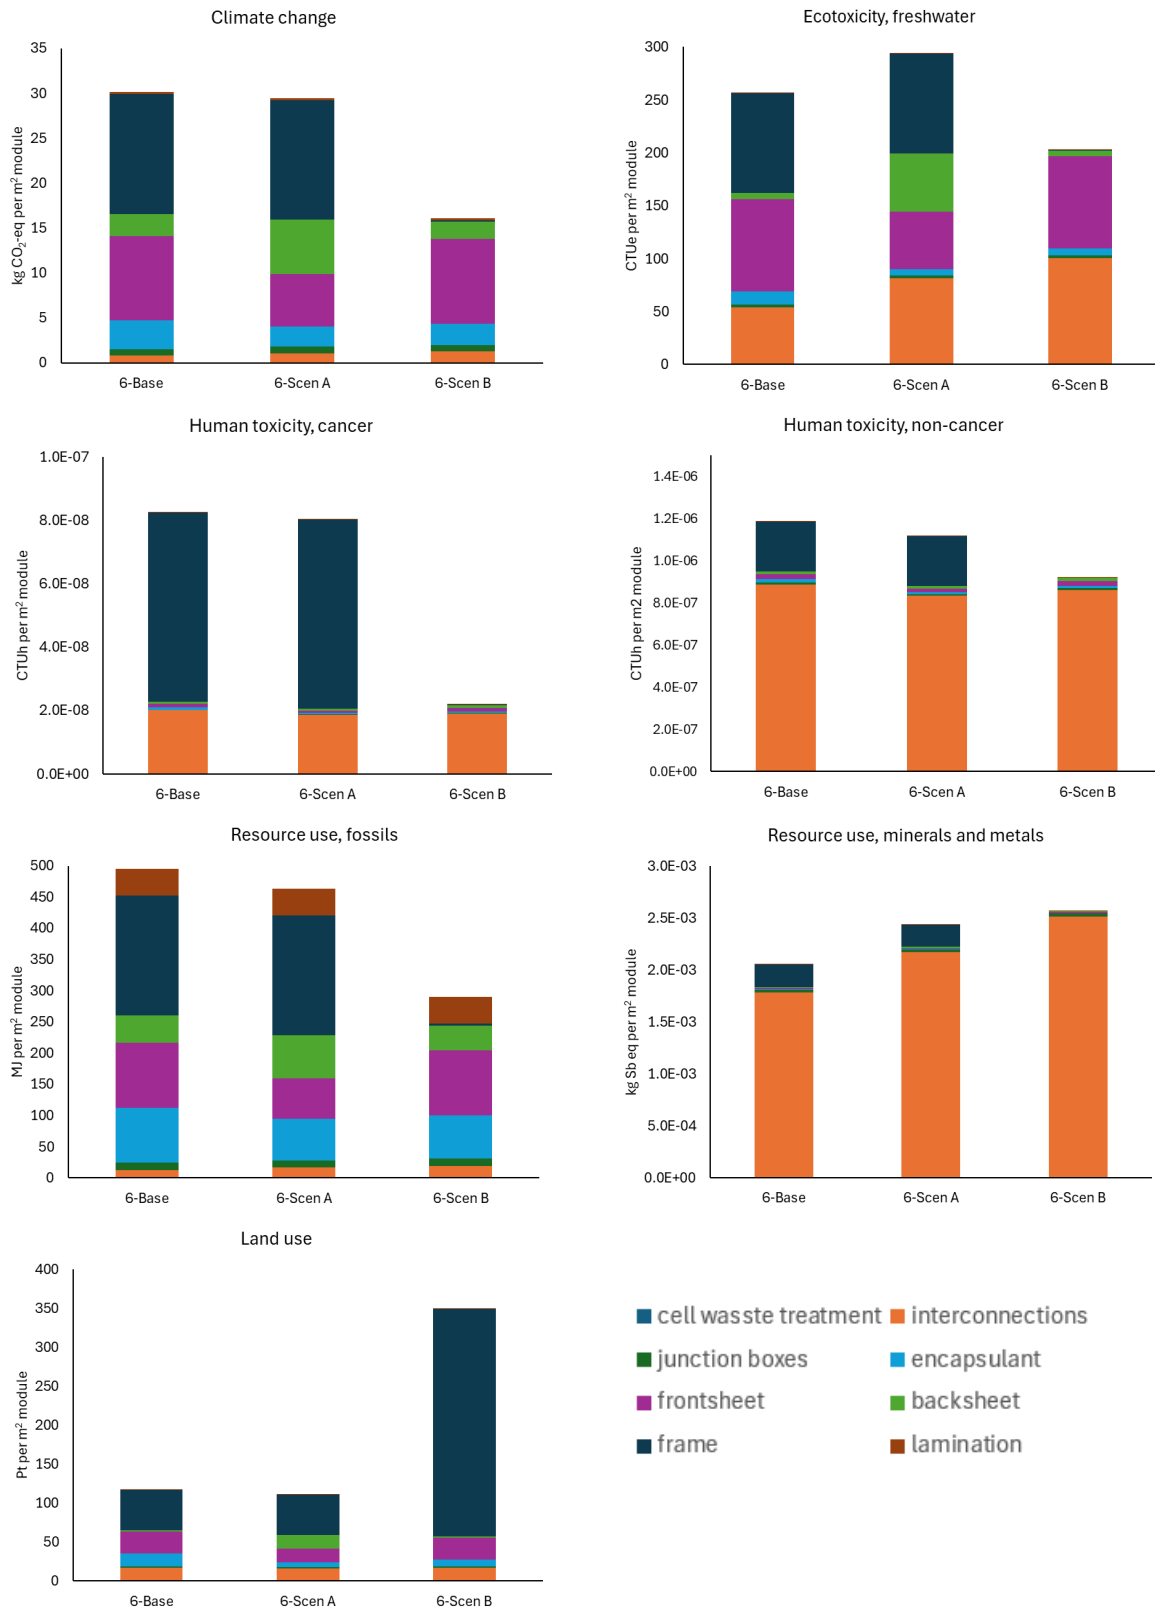 Climate change
35
30
25
20
15
10
5
0
kg CO₂-eq per m² module
6-Base
6-Scen A
6-Scen B
Ecotoxicity, freshwater
300
250
200
150
100
50
0
CTUe per m² module
6-Base
6-Scen A
6-Scen B
Human toxicity, cancer
1.0E-07
8.0E-08
6.0E-08
4.0E-08
2.0E-08
0.0E+00
CTUh per m² module
6-Base
6-Scen A
6-Scen B
Human toxicity, non-cancer
1.4E-06
1.2E-06
1.0E-06
8.0E-07
6.0E-07
4.0E-07
2.0E-07
0.0E+00
CTUh per m2 module
6-Base
6-Scen A
6-Scen B
Resource use, fossils
500
450
400
350
300
250
200
150
100
50
0
MJ per m² module
6-Base
6-Scen A
6-Scen B
Resource use, minerals and metals
3.0E-03
2.5E-03
2.0E-03
1.5E-03
1.0E-03
5.0E-04
0.0E+00
kg Sb eq per m² module
6-Base
6-Scen A
6-Scen B
Land use
400
350
300
250
200
150
100
50
0
Pt per m² module
6-Base
6-Scen A
6-Scen B
cell wasste treatment
interconnections
junction boxes
encapsulant
frontsheet
backsheet
frame
lamination